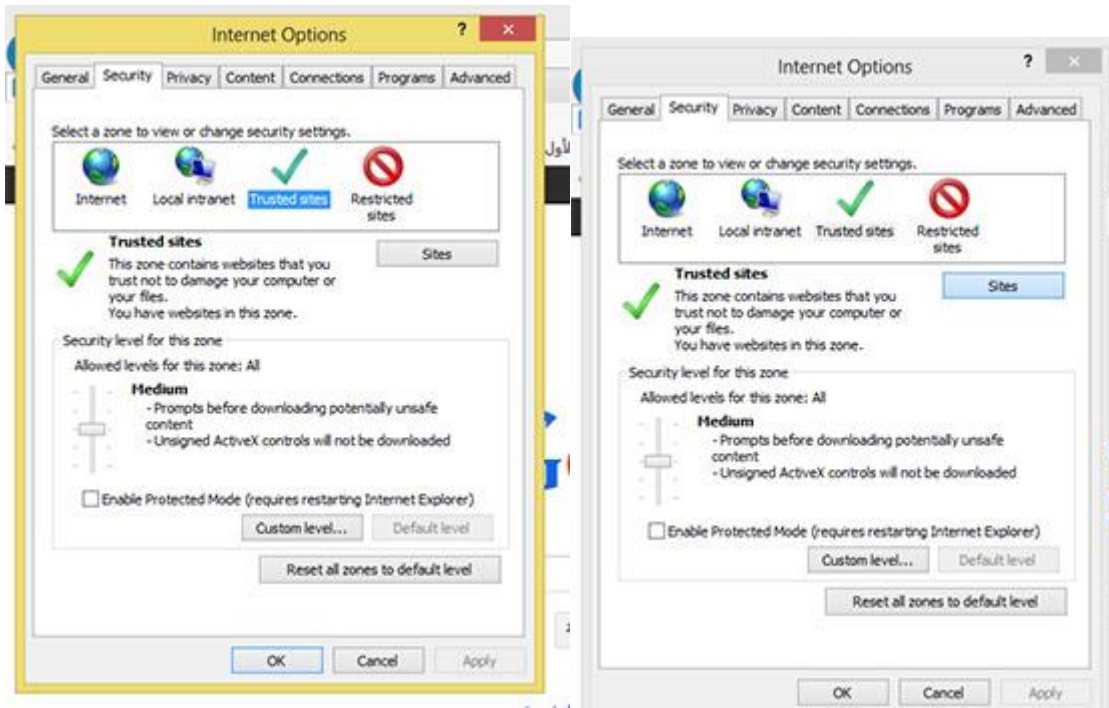 Internet Options
?
General Security Privacy Content Connections Programs Advanced
Select a zone to view or change security settings.
Internet Local intranet Trusted sites Restricted sites
Trusted sites
Sites
This zone contains websites that you
trust not to damage your computer or
your files.
You have websites in this zone.
Security level for this zone
Allowed levels for this zone: All
Medium
- Prompts before downloading potentially unsafe
content
- Unsigned ActiveX controls will not be downloaded
Enable Protected Mode (requires restarting Internet Explorer)
Custom level... Default level
Reset all zones to default level
OK Cancel Apply
Internet Options
?
General Security Privacy Content Connections Programs Advanced
Select a zone to view or change security settings.
Internet Local intranet Trusted sites Restricted sites
Trusted sites
Sites
This zone contains websites that you
trust not to damage your computer or
your files.
You have websites in this zone.
Security level for this zone
Allowed levels for this zone: All
Medium
- Prompts before downloading potentially unsafe
content
- Unsigned ActiveX controls will not be downloaded
Enable Protected Mode (requires restarting Internet Explorer)
Custom level... Default level
Reset all zones to default level
OK Cancel Apply